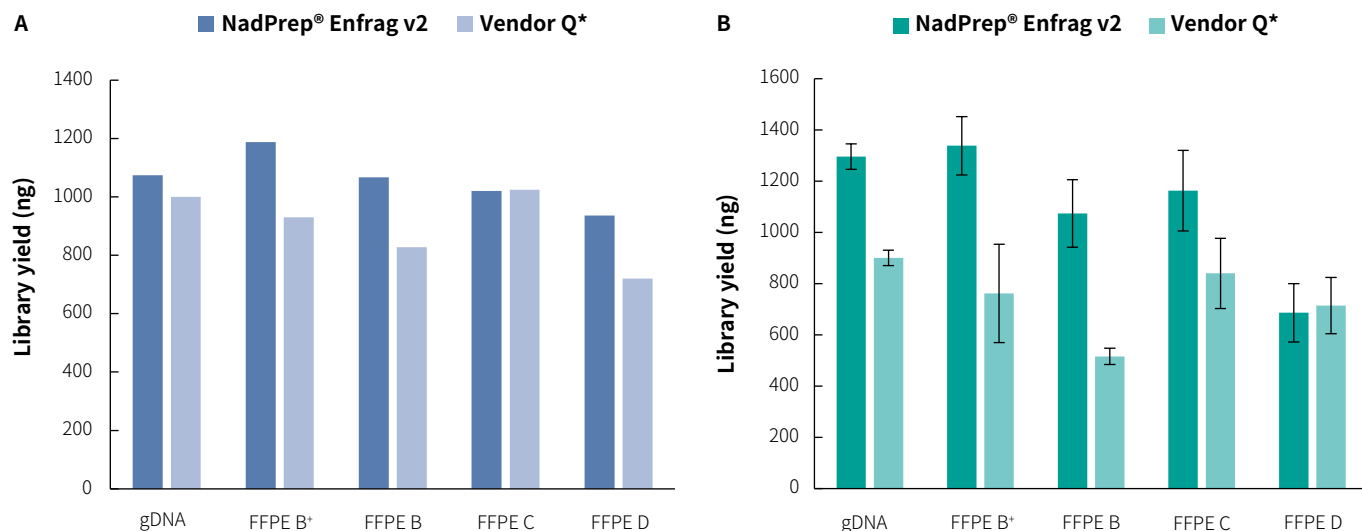 A
NadPrep® Enfrag v2
Vendor Q*
Library yield (ng)
1400
1200
1000
800
600
400
200
0
gDNA
FFPE B⁺
FFPE B
FFPE C
FFPE D
B
NadPrep® Enfrag v2
Vendor Q*
Library yield (ng)
1600
1400
1200
1000
800
600
400
200
0
gDNA
FFPE B⁺
FFPE B
FFPE C
FFPE D